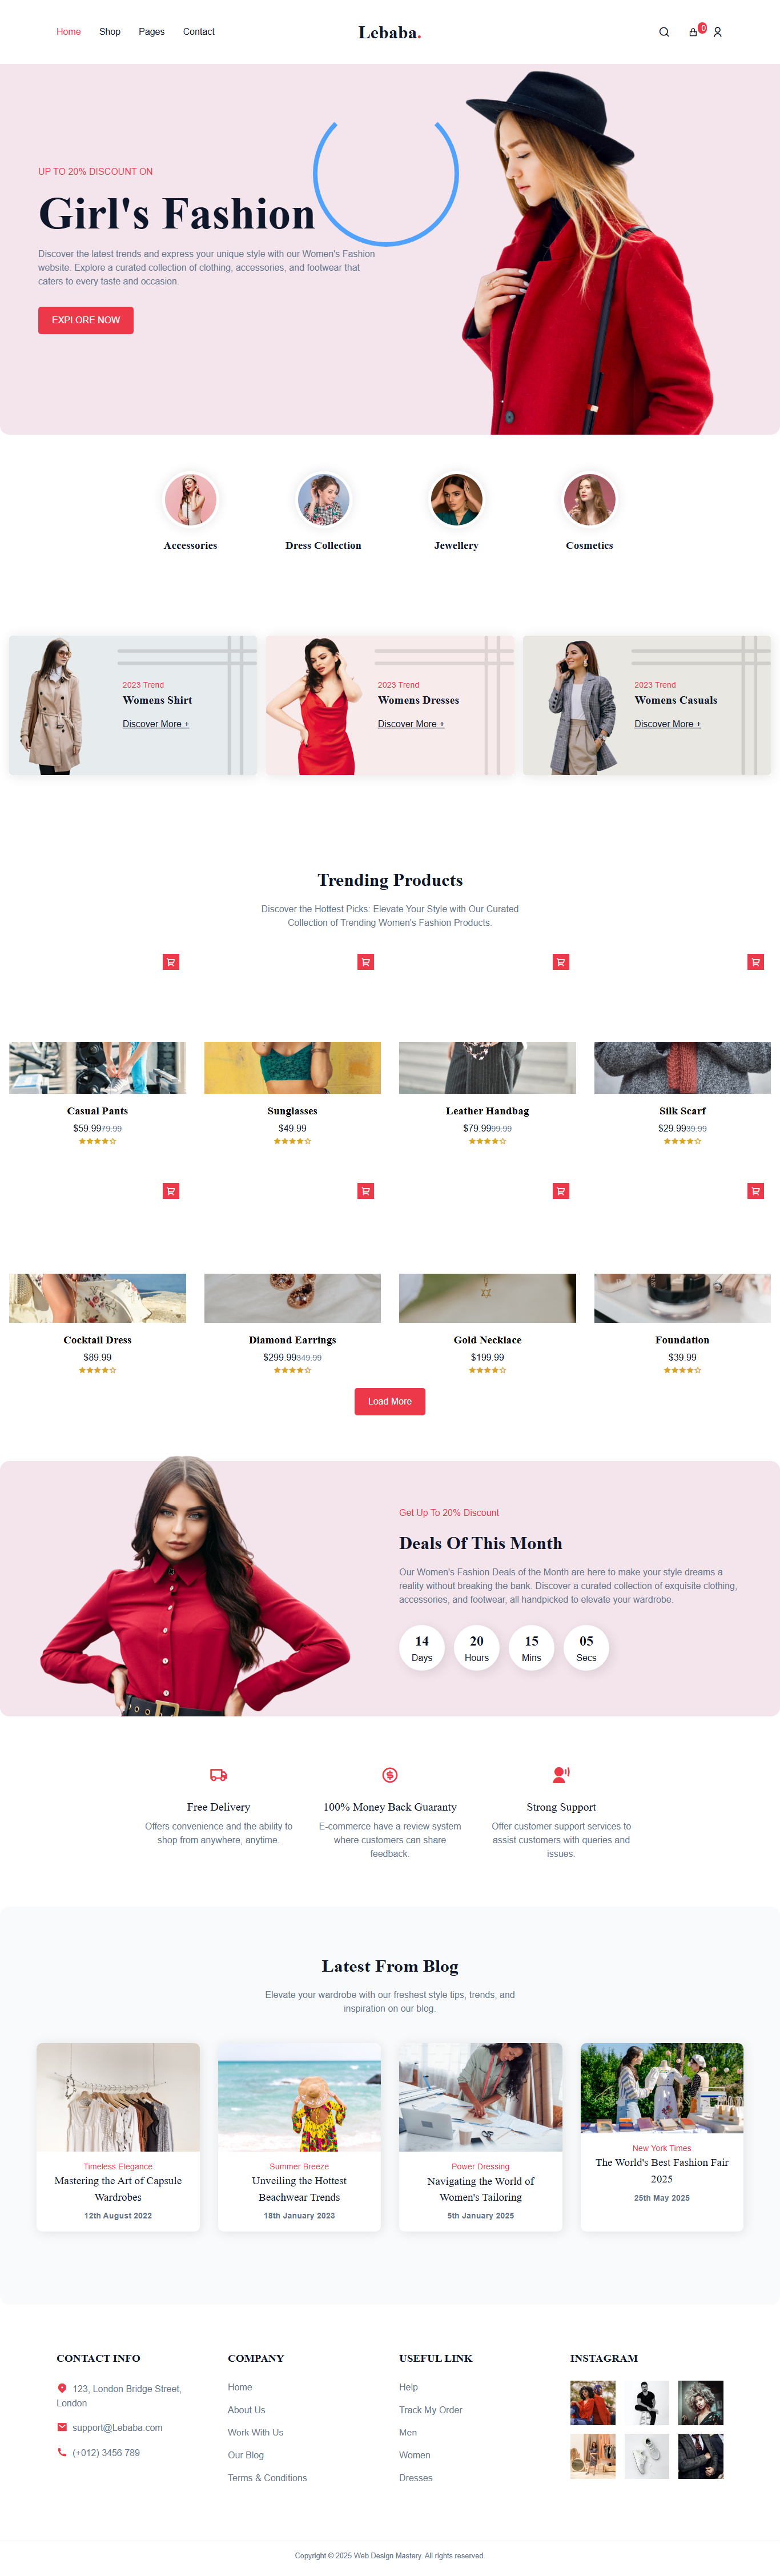 Home Shop Pages Contact
Lebaba.
0
UP TO 20% DISCOUNT ON
Girl's Fashion
Discover the latest trends and express your unique style with our Women's Fashion
website. Explore a curated collection of clothing, accessories, and footwear that
caters to every taste and occasion.
EXPLORE NOW
Accessories
Dress Collection
Jewellery
Cosmetics
2023 Trend
Womens Shirt
Discover More +
2023 Trend
Womens Dresses
Discover More +
2023 Trend
Womens Casuals
Discover More +
Trending Products
Discover the Hottest Picks: Elevate Your Style with Our Curated
Collection of Trending Women's Fashion Products.
Casual Pants
$59.9979.99
Sunglasses
$49.99
Leather Handbag
$79.9999.99
Silk Scarf
$29.9939.99
Cocktail Dress
$89.99
Diamond Earrings
$299.99349.99
Gold Necklace
$199.99
Foundation
$39.99
Load More
Get Up To 20% Discount
Deals Of This Month
Our Women's Fashion Deals of the Month are here to make your style dreams a
reality without breaking the bank. Discover a curated collection of exquisite clothing,
accessories, and footwear, all handpicked to elevate your wardrobe.
14
Days
20
Hours
15
Mins
05
Secs
Free Delivery
Offers convenience and the ability to
shop from anywhere, anytime.
100% Money Back Guaranty
E-commerce have a review system
where customers can share
feedback.
Strong Support
Offer customer support services to
assist customers with queries and
issues.
Latest From Blog
Elevate your wardrobe with our freshest style tips, trends, and
inspiration on our blog.
Timeless Elegance
Mastering the Art of Capsule
Wardrobes
12th August 2022
Summer Breeze
Unveiling the Hottest
Beachwear Trends
18th January 2023
Power Dressing
Navigating the World of
Women's Tailoring
5th January 2025
New York Times
The World's Best Fashion Fair
2025
25th May 2025
CONTACT INFO
123, London Bridge Street,
London
support@Lebaba.com
(+012) 3456 789
COMPANY
Home
About Us
Work With Us
Our Blog
Terms & Conditions
USEFUL LINK
Help
Track My Order
Men
Women
Dresses
INSTAGRAM
Copyright © 2025 Web Design Mastery. All rights reserved.